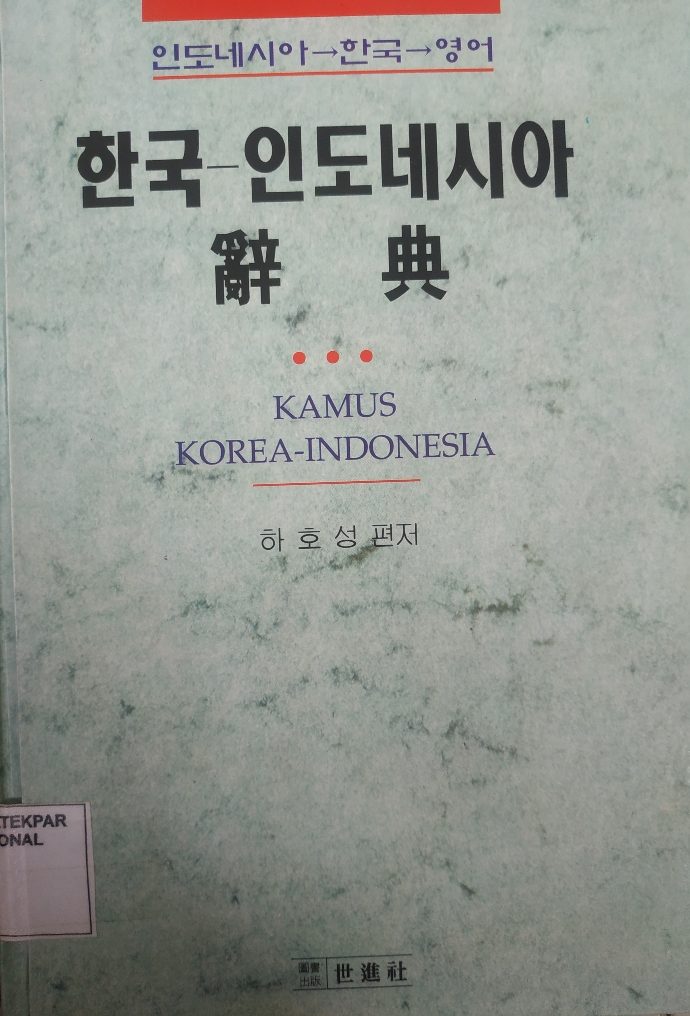 인도네시아→한국→영어
한국-인도네시아
辭 典
KAMUS
KOREA-INDONESIA
하 호 성 편저
TEKPAR
ONAL
圖書
出版
世進社